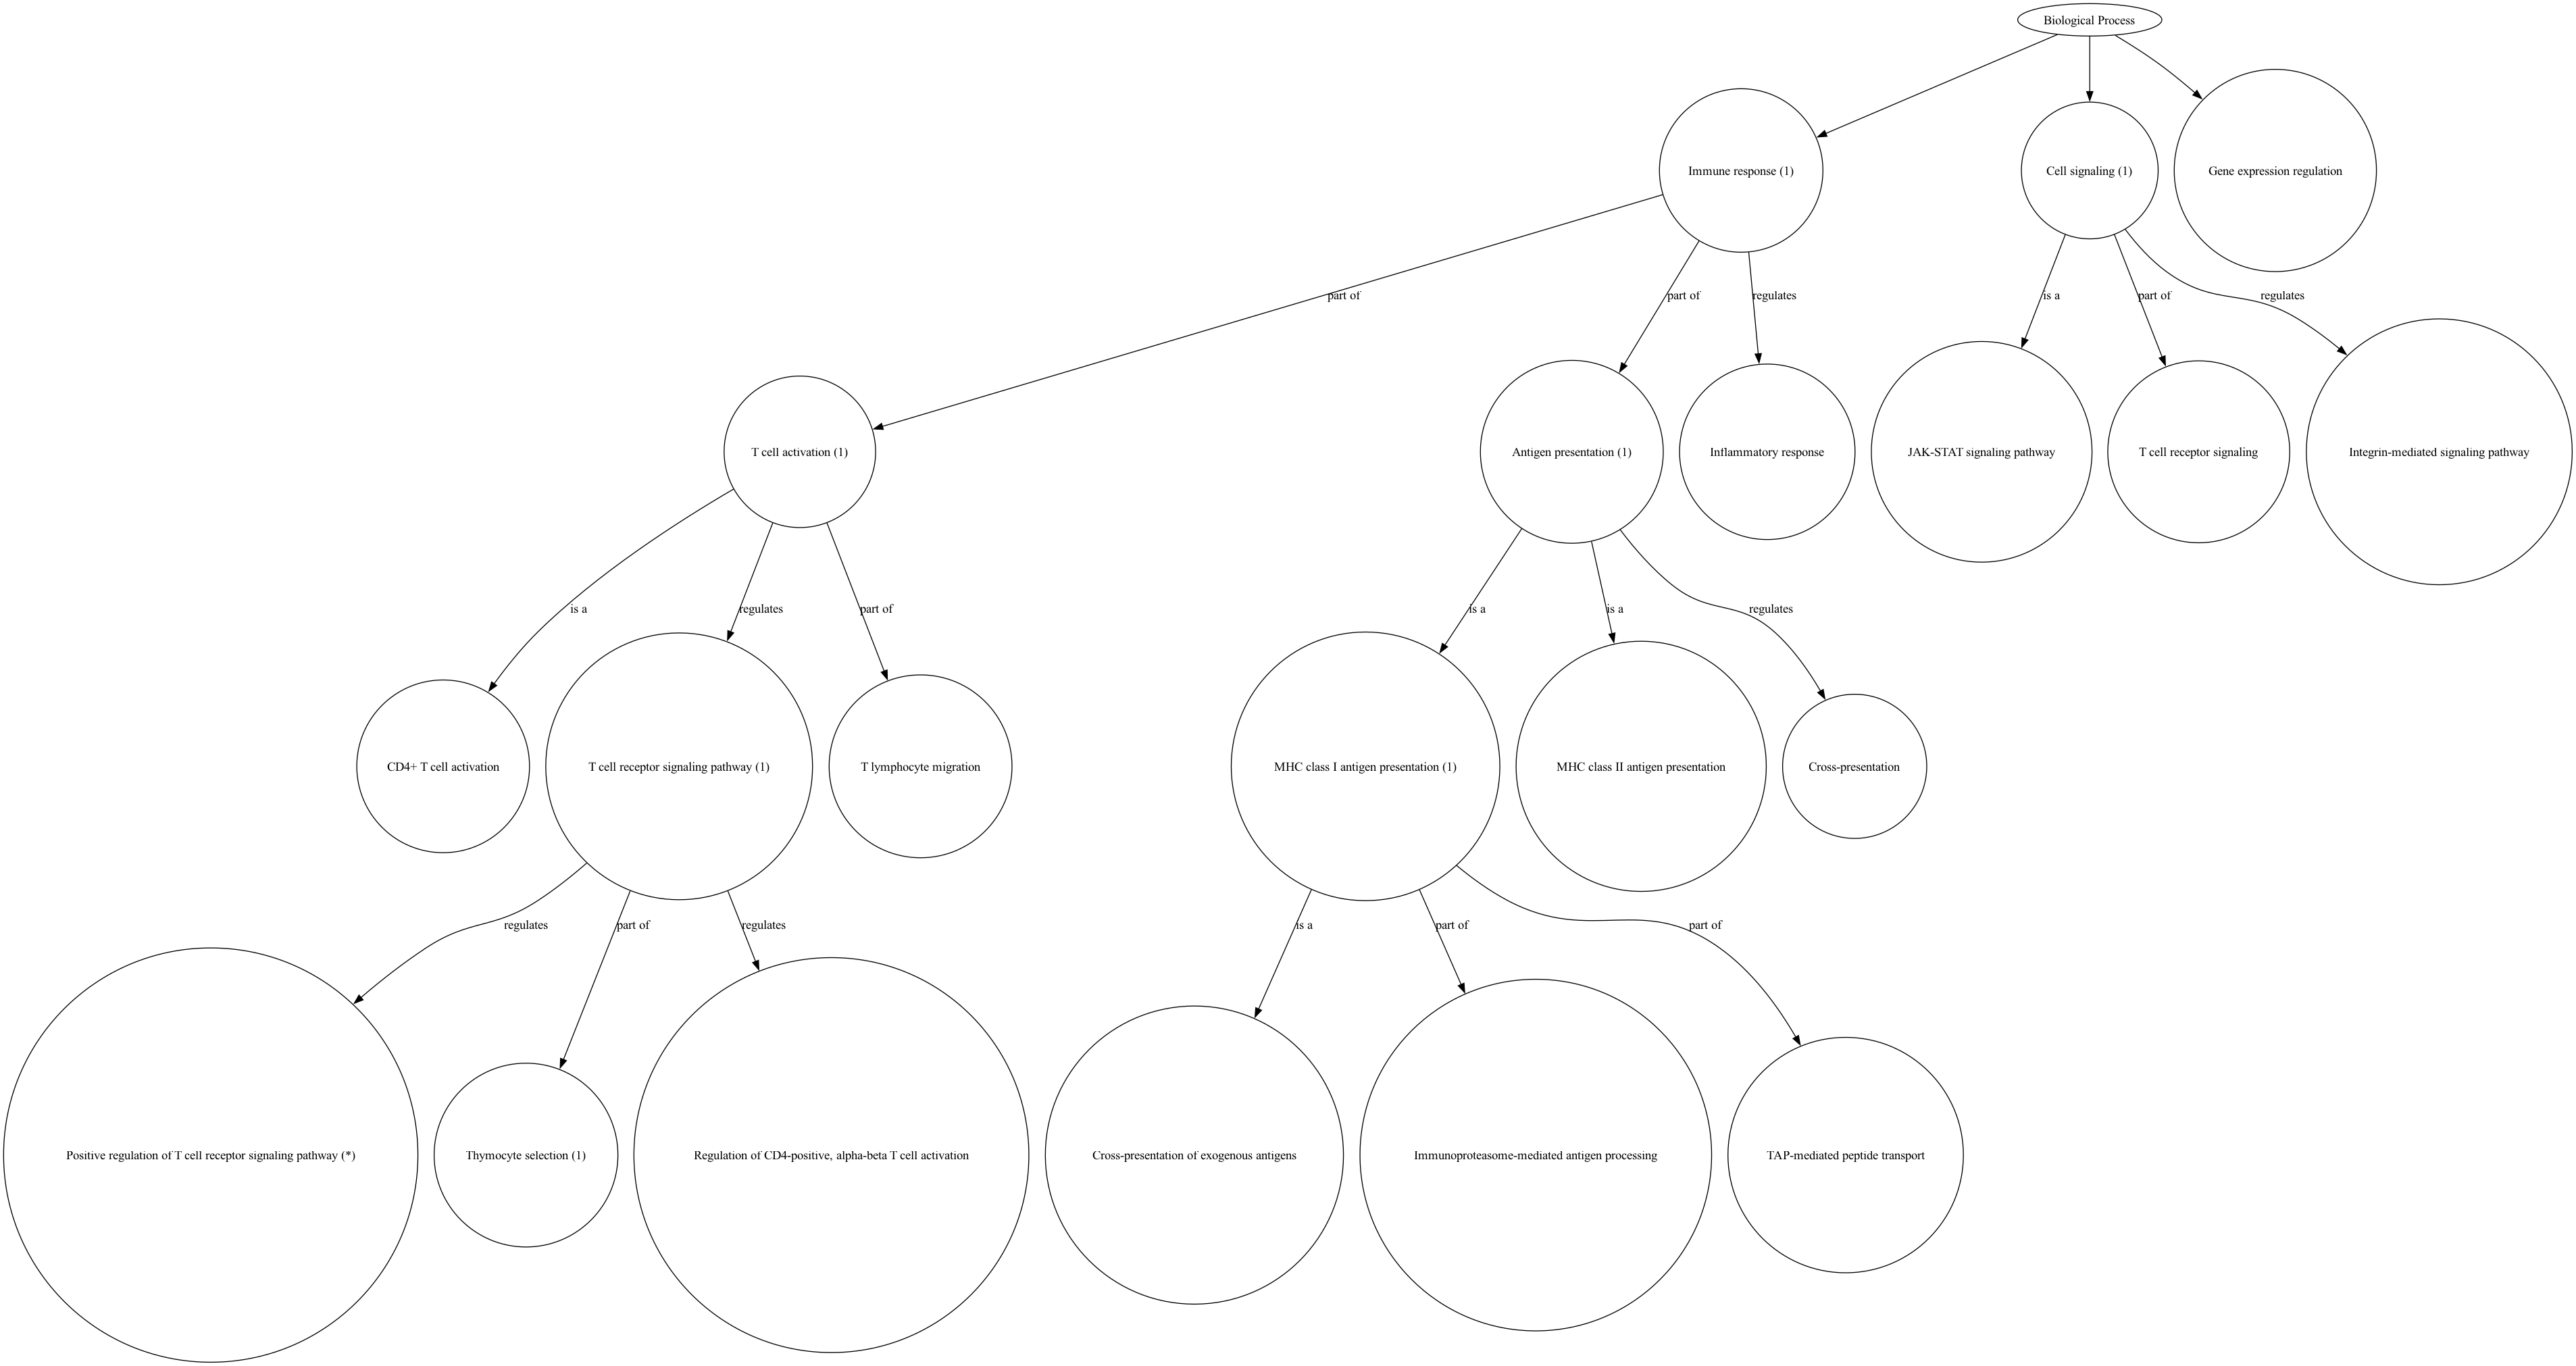 Biological Process
Immune response (1)
Cell signaling (1)
Gene expression regulation
part of
part of
regulates
is a
part of
regulates
T cell activation (1)
Antigen presentation (1)
Inflammatory response
JAK-STAT signaling pathway
T cell receptor signaling
Integrin-mediated signaling pathway
is a
regulates
part of
is a
is a
regulates
CD4+ T cell activation
T cell receptor signaling pathway (1)
T lymphocyte migration
MHC class I antigen presentation (1)
MHC class II antigen presentation
Cross-presentation
regulates
part of
regulates
is a
part of
part of
Positive regulation of T cell receptor signaling pathway (*)
Thymocyte selection (1)
Regulation of CD4-positive, alpha-beta T cell activation
Cross-presentation of exogenous antigens
Immunoproteasome-mediated antigen processing
TAP-mediated peptide transport